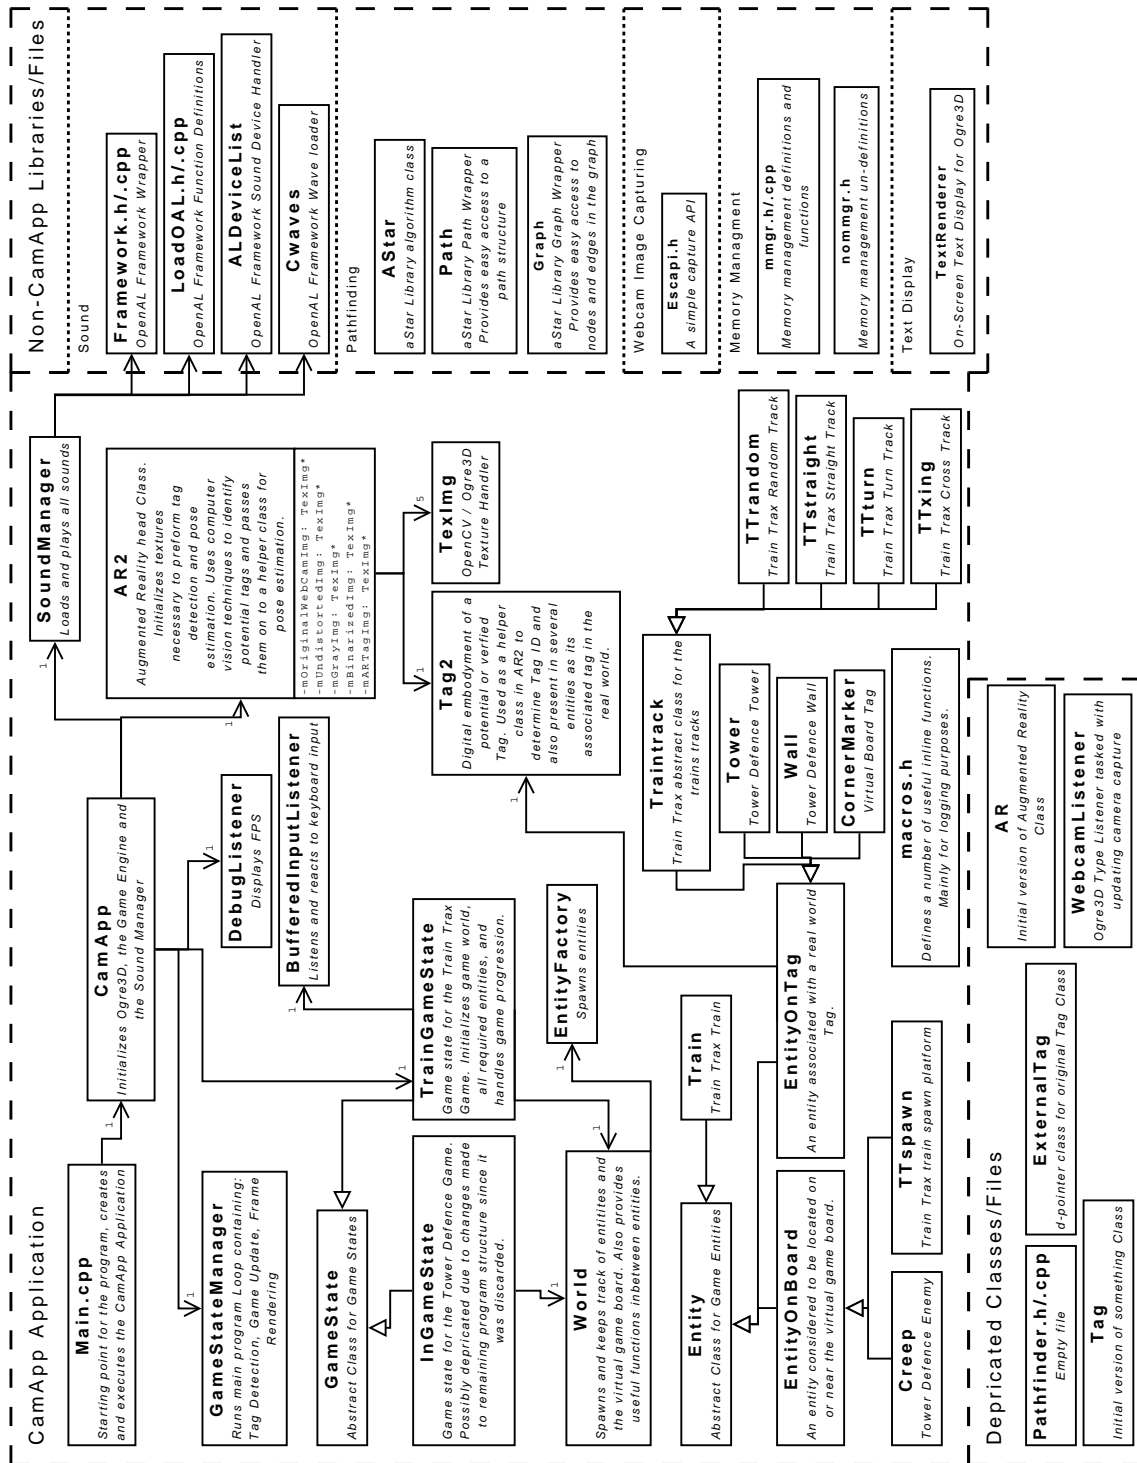 CamApp Application
Main.cpp
Starting point for the program, creates
and executes the CamApp Application
1
CamApp
Initializes Ogre3D, the Game Engine and
the Sound Manager
1
SoundManager
Loads and plays all sounds
GameStateManager
Runs main program Loop containing:
Tag Detection, Game Update, Frame
Rendering
1
DebugListener
Displays FPS
1
BufferedInputListener
Listens and reacts to keyboard input
1
AR2
Augmented Reality head Class.
Initializes textures
necessary to preform tag
detection and pose
estimation. Uses computer
vision techniques to identify
potential tags and passes
them on to a helper class for
pose estimation.
-mOriginalWebCamImg: TexImg*
-mUndistortedImg: TexImg*
-mGrayImg: TexImg*
-mBinarizedImg: TexImg*
-mARTagImg: TexImg*
1
GameState
Abstract Class for Game States
InGameState
Game state for the Tower Defence Game.
Possibly depricated due to changes made
to remaining program structure since it
was discarded.
TrainGameState
Game state for the Train Trax
Game. Initializes game world,
all required entities, and
handles game progression.
1
Tag2
Digital embodyment of a
potential or verfied
Tag. Used as a helper
class in AR2 to
determine Tag ID and
also present in several
entities as its
associated tag in the
real world.
1
1
TexImg
OpenCV / Ogre3D
Texture Handler
5
World
Spawns and keeps track of entitites and
the virtual game board. Also provides
useful functions inbetween entities.
1
1
EntityFactory
Spawns entities
1
Entity
Abstract Class for Game Entities
Train
Train Trax Train
Traintrack
Train Trax abstract class for the
trains tracks
TTrandom
Train Trax Random Track
TTstraight
Train Trax Straight Track
TTturn
Train Trax Turn Track
TTxing
Train Trax Cross Track
Tower
Tower Defence Tower
Wall
Tower Defence Wall
CornerMarker
Virtual Board Tag
EntityOnBoard
An entity considered to be located on
or near the virtual game board.
EntityOnTag
An entity associated with a real world
Tag.
Creep
Tower Defence Enemy
TTspawn
Train Trax train spawn platform
macros.h
Defines a number of useful inline functions.
Mainly for logging purposes.
Non-CamApp Libraries/Files
Sound
Framework.h/.cpp
OpenAL Framework Wrapper
LoadOAL.h/.cpp
OpenAL Framework Function Definitions
ALDeviceList
OpenAL Framework Sound Device Handler
Cwaves
OpenAL Framework Wave loader
Pathfinding
AStar
aStar Library algorithm class
Path
aStar Library Path Wrapper
Provides easy access to a
path structure
Graph
aStar Library Graph Wrapper
Provides easy access to
nodes and edges in the graph
Webcam Image Capturing
Escapi.h
A simple capture API
Memory Managment
mmgr.h/.cpp
Memory management definitions and
functions
nommgr.h
Memory management un-definitions
Text Display
TextRenderer
On-Screen Text Display for Ogre3D
Depricated Classes/Files
Pathfinder.h/.cpp
Empty file
ExternalTag
d-pointer class for original Tag Class
AR
Initial version of Augmented Reality
Class
Tag
Initial version of something Class
WebcamListener
Ogre3D Type Listener tasked with
updating camera capture